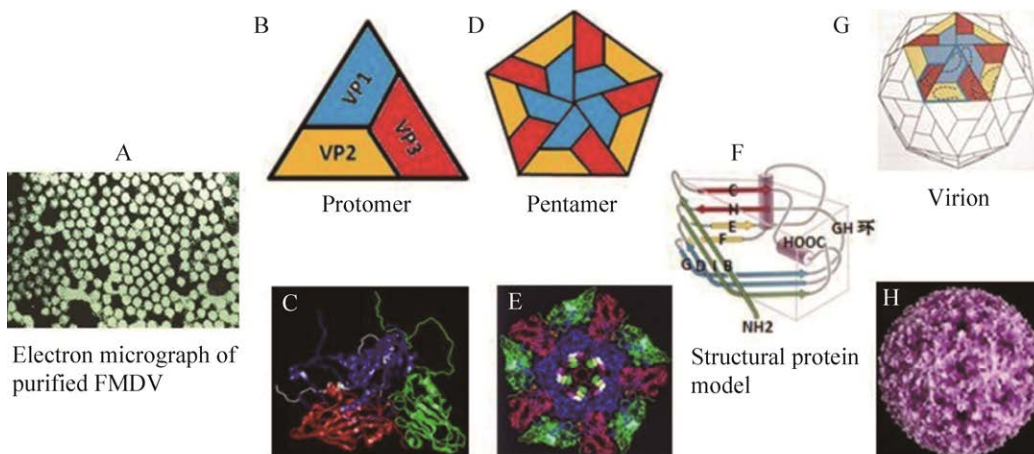 A
Electron micrograph of
purified FMDV
B
VP1
VP2
VP3
Protomer
C
D
Pentamer
E
F
C
H
E
F
G D I B
HOOC
GH 环
NH2
Structural protein
model
G
Virion
H